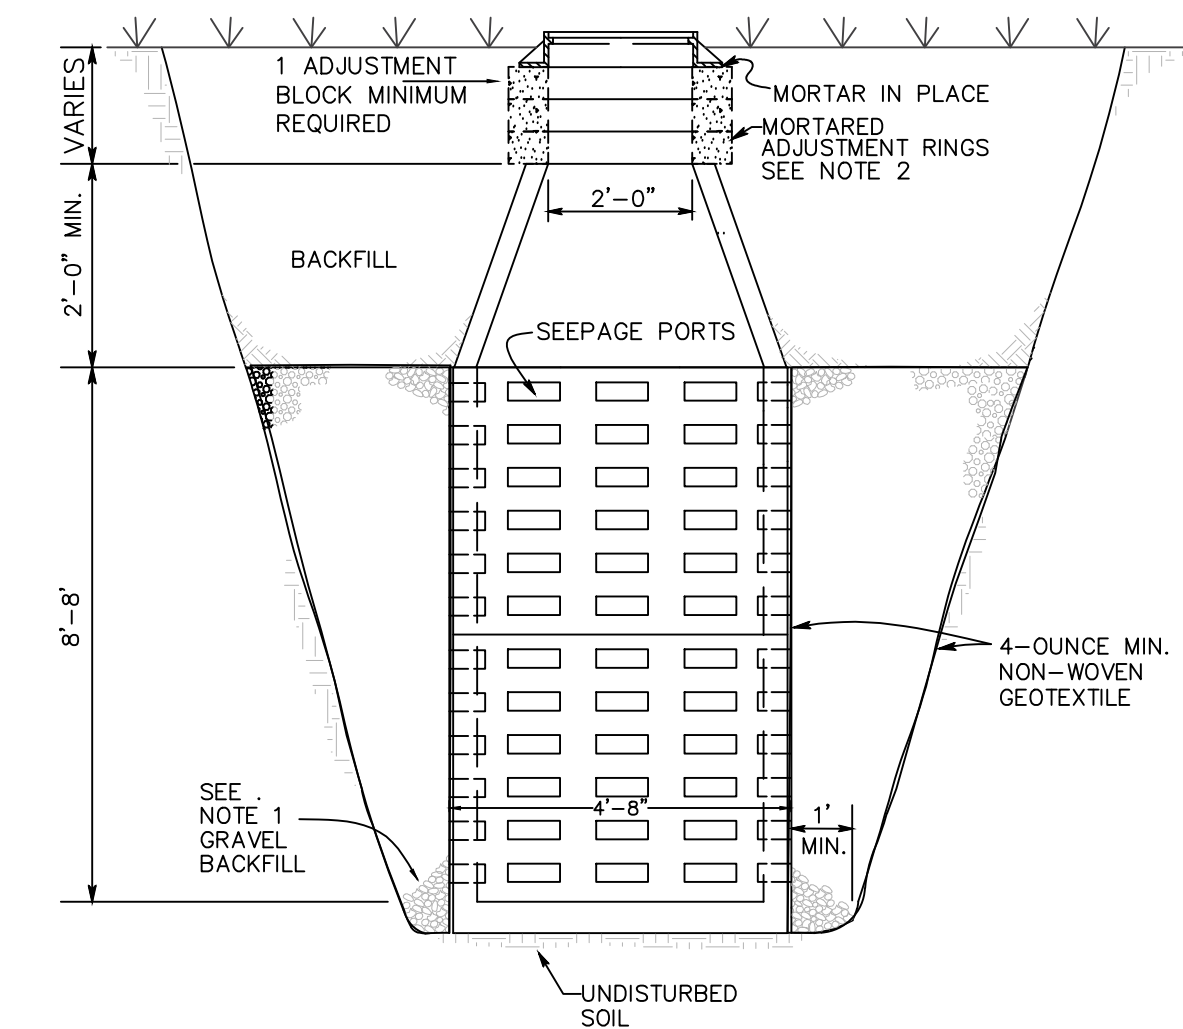 1 ADJUSTMENT
BLOCK MINIMUM
REQUIRED
VARIES
MORTAR IN PLACE
MORTARED
ADJUSTMENT RINGS
SEE NOTE 2
2'-0"
2'-0" MIN.
BACKFILL
SEEPAGE PORTS
8'-8'
4-OUNCE MIN.
NON-WOVEN
GEOTEXTILE
SEE .
NOTE 1
GRAVEL
BACKFILL
4'-8"
1'
MIN.
UNDISTURBED
SOIL